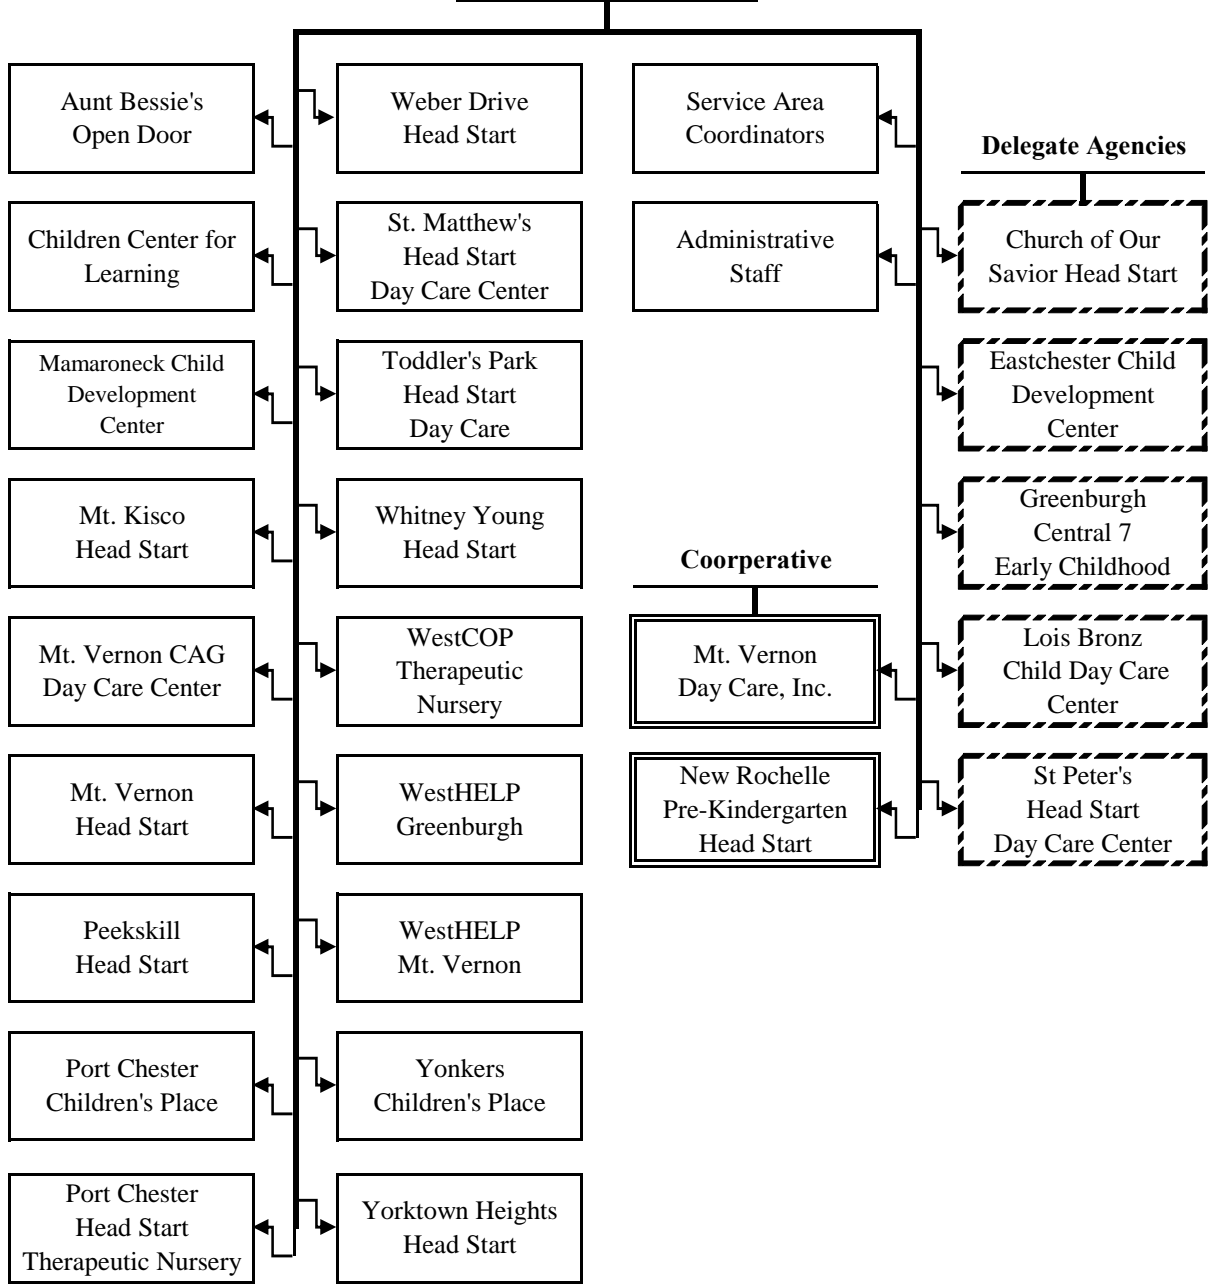 Aunt Bessie's
Open Door
Weber Drive
Head Start
Service Area
Coordinators
Delegate Agencies
Children Center for
Learning
St. Matthew's
Head Start
Day Care Center
Administrative
Staff
Church of Our
Savior Head Start
Mamaroneck Child
Development
Center
Toddler's Park
Head Start
Day Care
Eastchester Child
Development
Center
Mt. Kisco
Head Start
Whitney Young
Head Start
Greenburgh
Central 7
Early Childhood
Coorperative
Mt. Vernon CAG
Day Care Center
WestCOP
Therapeutic
Nursery
Mt. Vernon
Day Care, Inc.
Lois Bronz
Child Day Care
Center
Mt. Vernon
Head Start
WestHELP
Greenburgh
New Rochelle
Pre-Kindergarten
Head Start
St Peter's
Head Start
Day Care Center
Peekskill
Head Start
WestHELP
Mt. Vernon
Port Chester
Children's Place
Yonkers
Children's Place
Port Chester
Head Start
Therapeutic Nursery
Yorktown Heights
Head Start